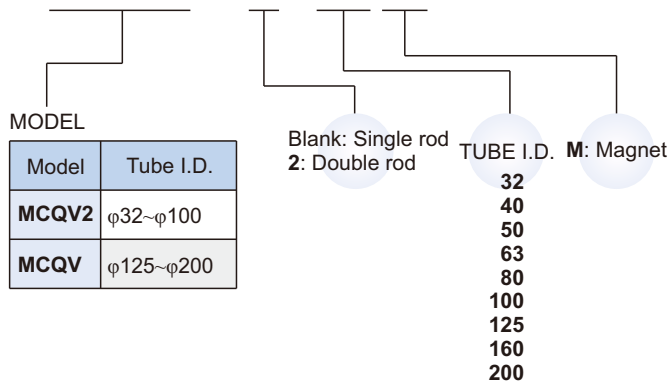 MODEL
Model Tube I.D.
MCQV2 φ32~φ100
MCQV φ125~φ200
Blank: Single rod
2: Double rod
TUBE I.D.
32
40
50
63
80
100
125
160
200
M: Magnet